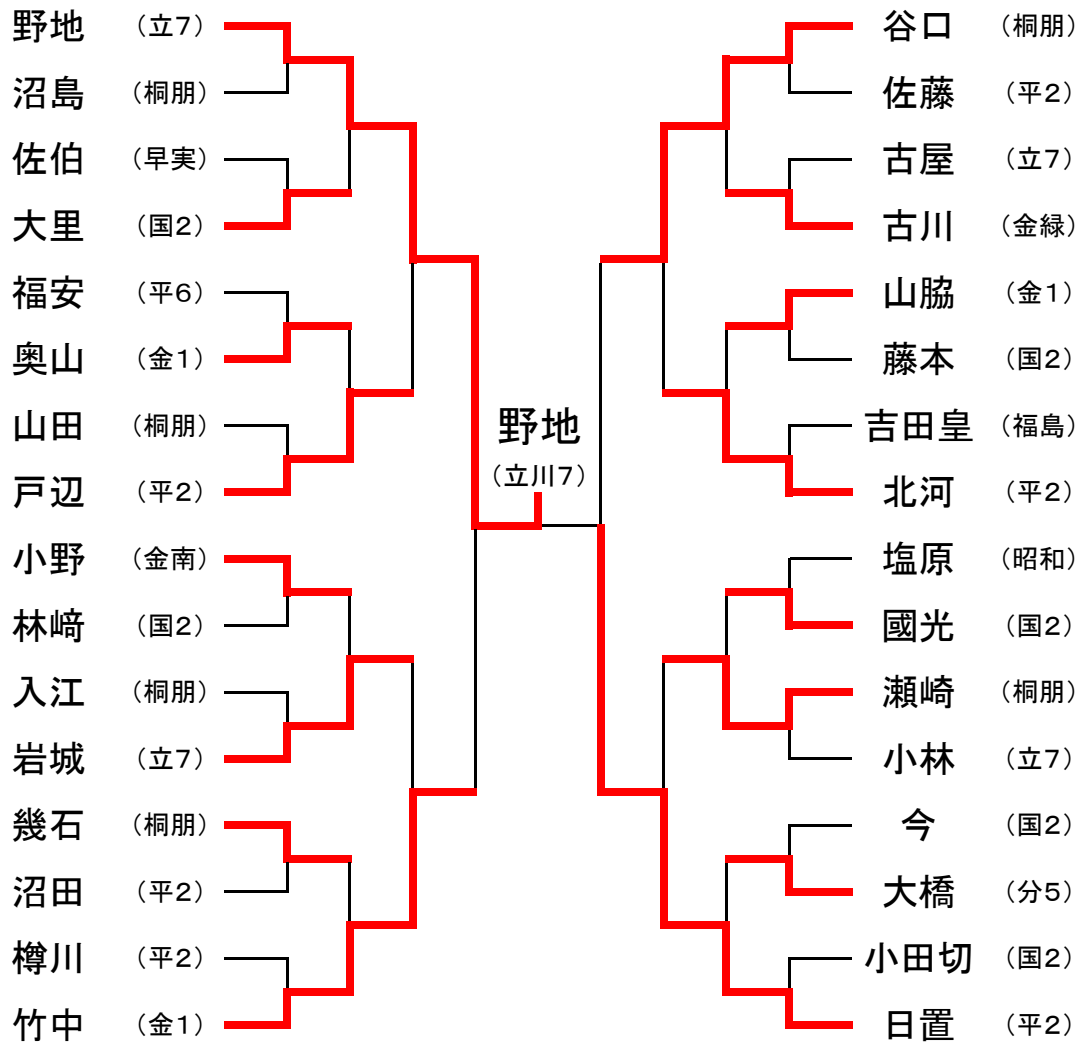 野地 (立7)
沼島 (桐朋)
佐伯 (早実)
大里 (国2)
福安 (平6)
奥山 (金1)
山田 (桐朋)
戸辺 (平2)
小野 (金南)
林﨑 (国2)
入江 (桐朋)
岩城 (立7)
幾石 (桐朋)
沼田 (平2)
樽川 (平2)
竹中 (金1)
野地
(立川7)
谷口 (桐朋)
佐藤 (平2)
古屋 (立7)
古川 (金緑)
山脇 (金1)
藤本 (国2)
吉田皇 (福島)
北河 (平2)
塩原 (昭和)
國光 (国2)
瀬崎 (桐朋)
小林 (立7)
今 (国2)
大橋 (分5)
小田切 (国2)
日置 (平2)